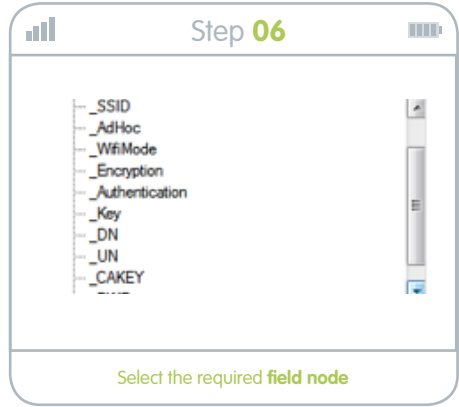 Step 06
_SSID
_AdHoc
_WifiMode
_Encryption
_Authentication
_Key
_DN
_UN
_CAKEY
Select the required field node